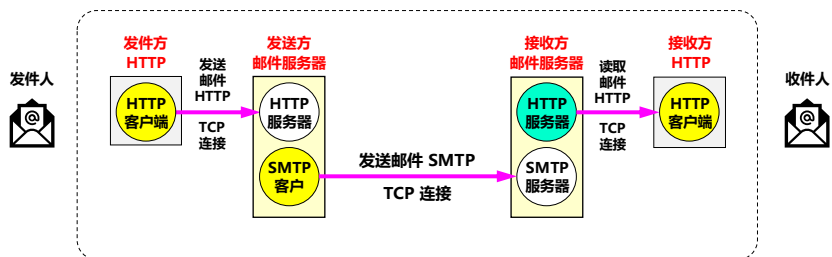 发件人
@
发件方
HTTP
HTTP
客户端
发送
邮件
HTTP
TCP
连接
发送方
邮件服务器
HTTP
服务器
SMTP
客户
发送邮件 SMTP
TCP 连接
接收方
邮件服务器
HTTP
服务器
SMTP
服务器
读取
邮件
HTTP
TCP
连接
接收方
HTTP
HTTP
客户端
收件人
@